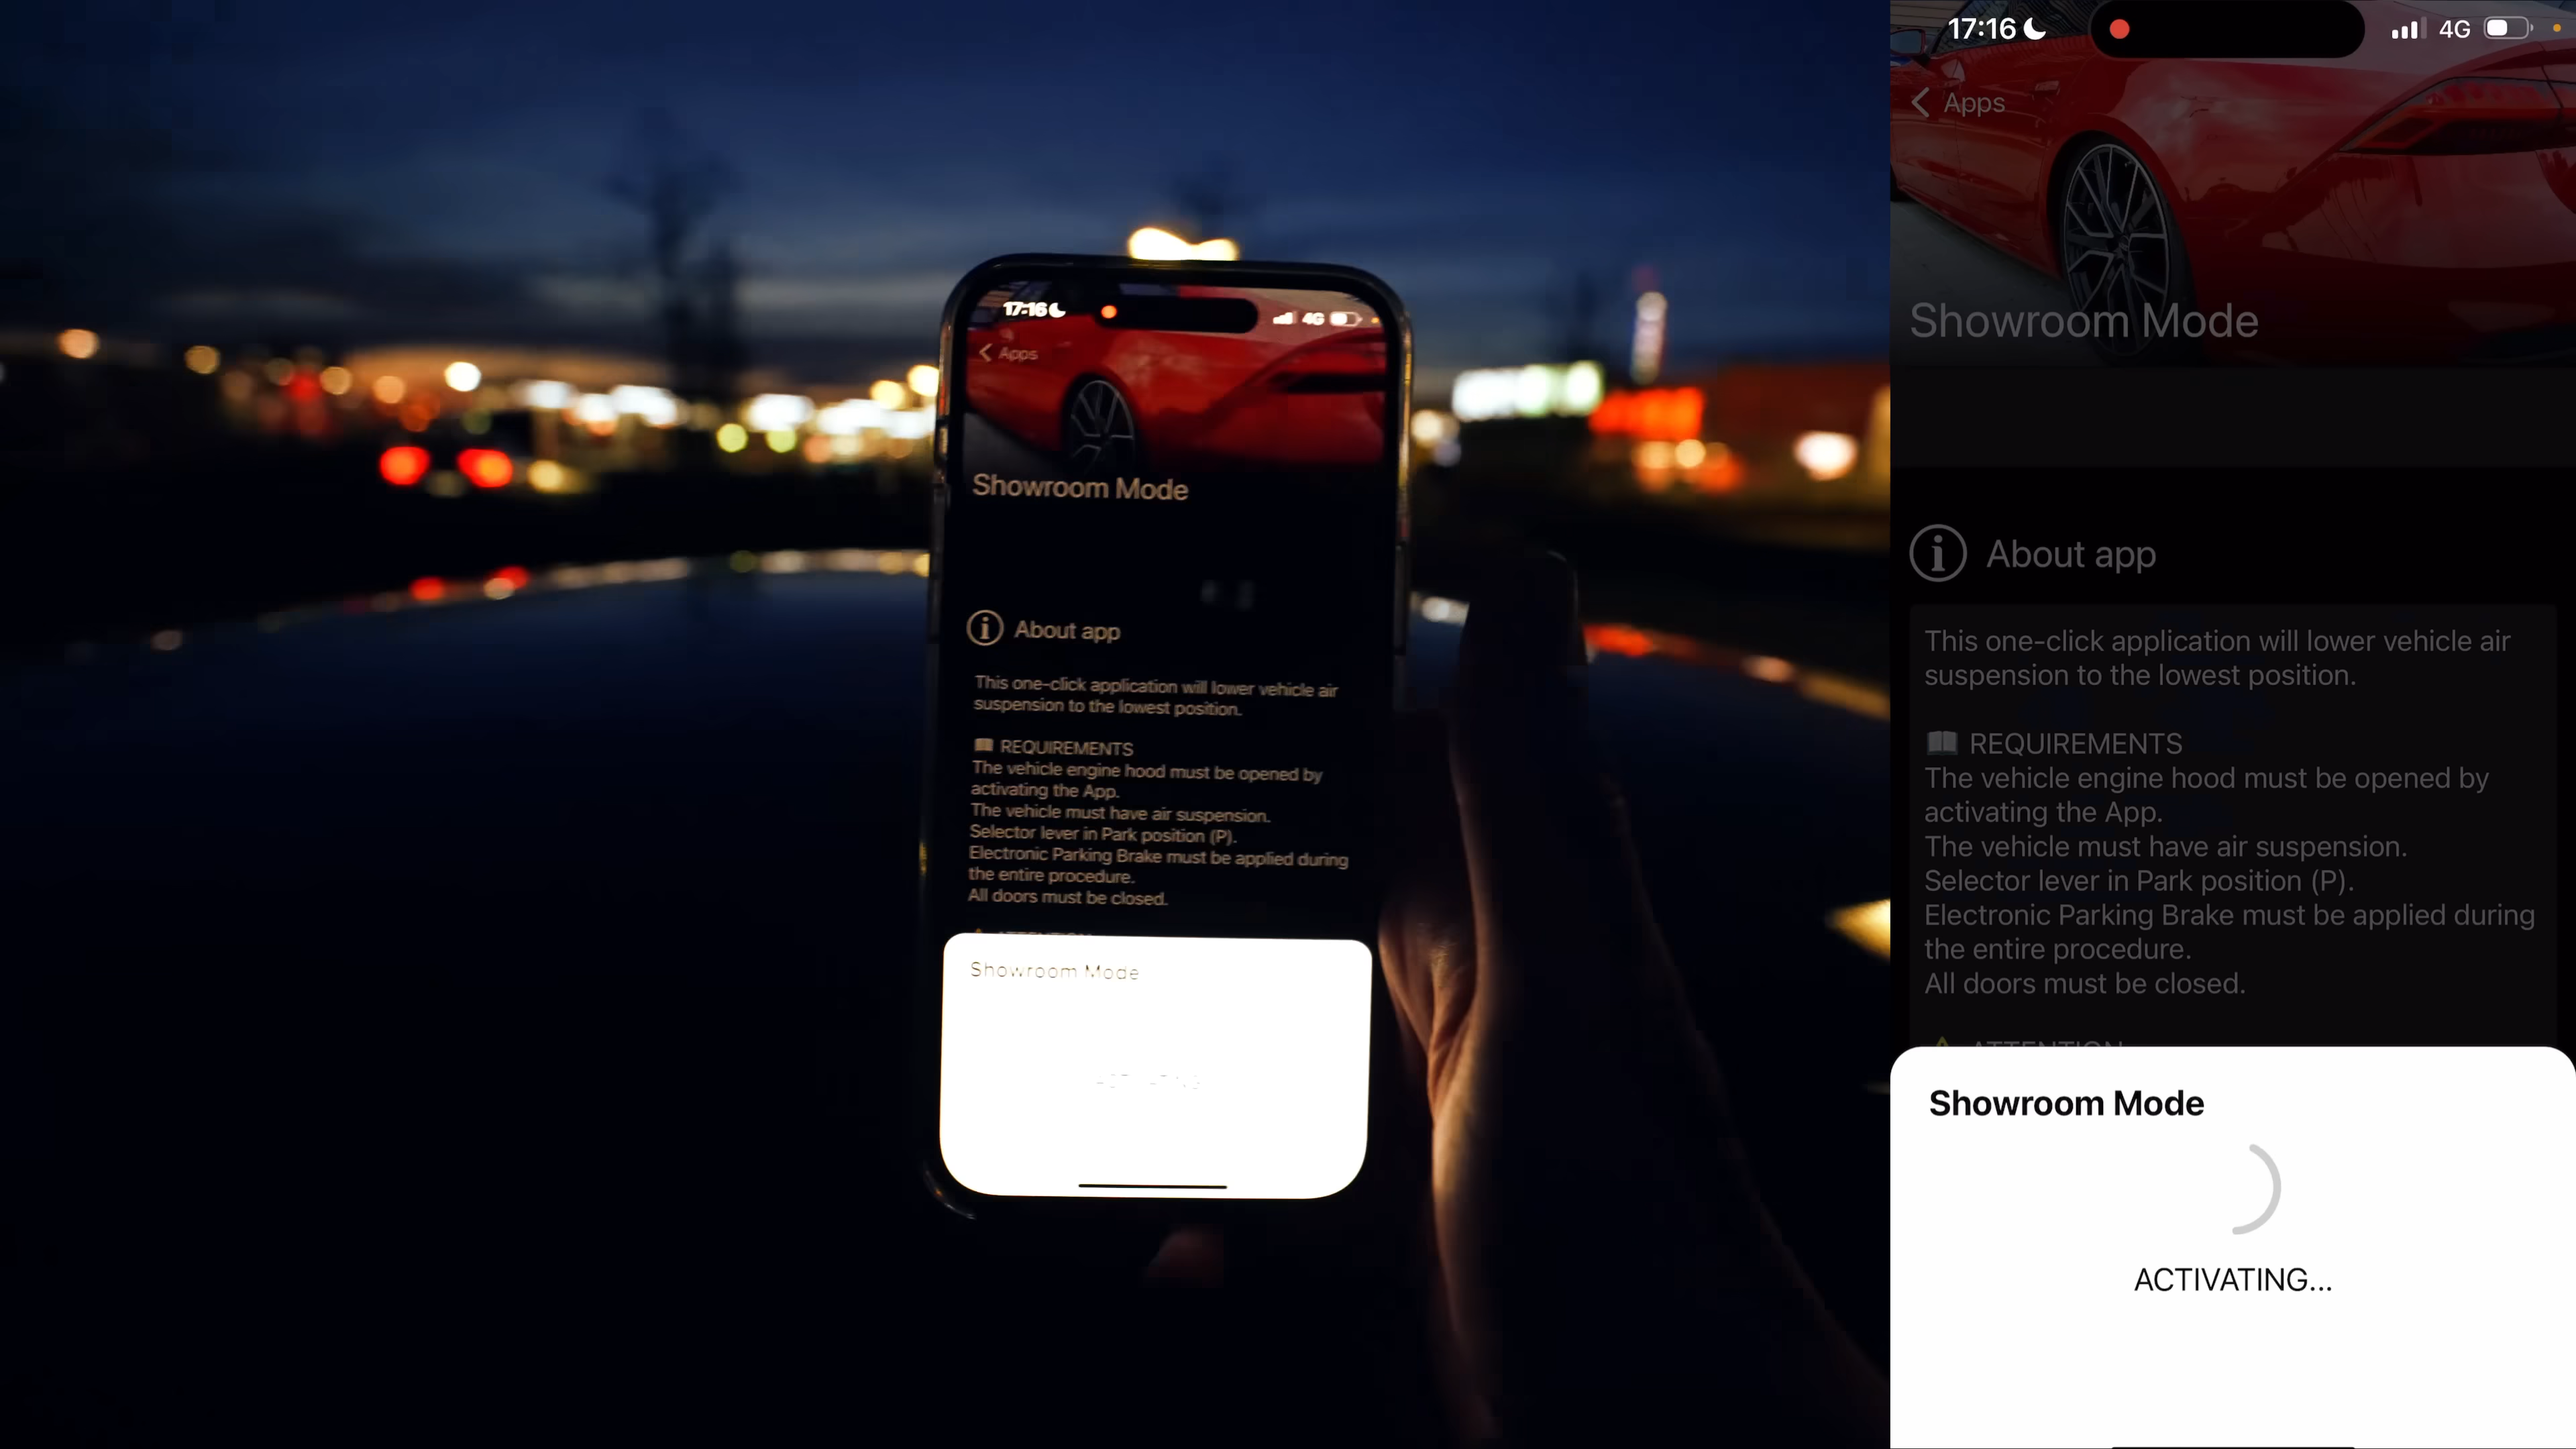 17:16
4G
Apps
Showroom Mode
About app
This one-click application will lower vehicle air
suspension to the lowest position.
REQUIREMENTS
The vehicle engine hood must be opened by
activating the App.
The vehicle must have air suspension.
Selector lever in Park position (P).
Electronic Parking Brake must be applied during
the entire procedure.
All doors must be closed.
Showroom Mode
17:16
4G
Apps
Showroom Mode
About app
This one-click application will lower vehicle air
suspension to the lowest position.
REQUIREMENTS
The vehicle engine hood must be opened by
activating the App.
The vehicle must have air suspension.
Selector lever in Park position (P).
Electronic Parking Brake must be applied during
the entire procedure.
All doors must be closed.
ATTENTION
Showroom Mode
ACTIVATING...